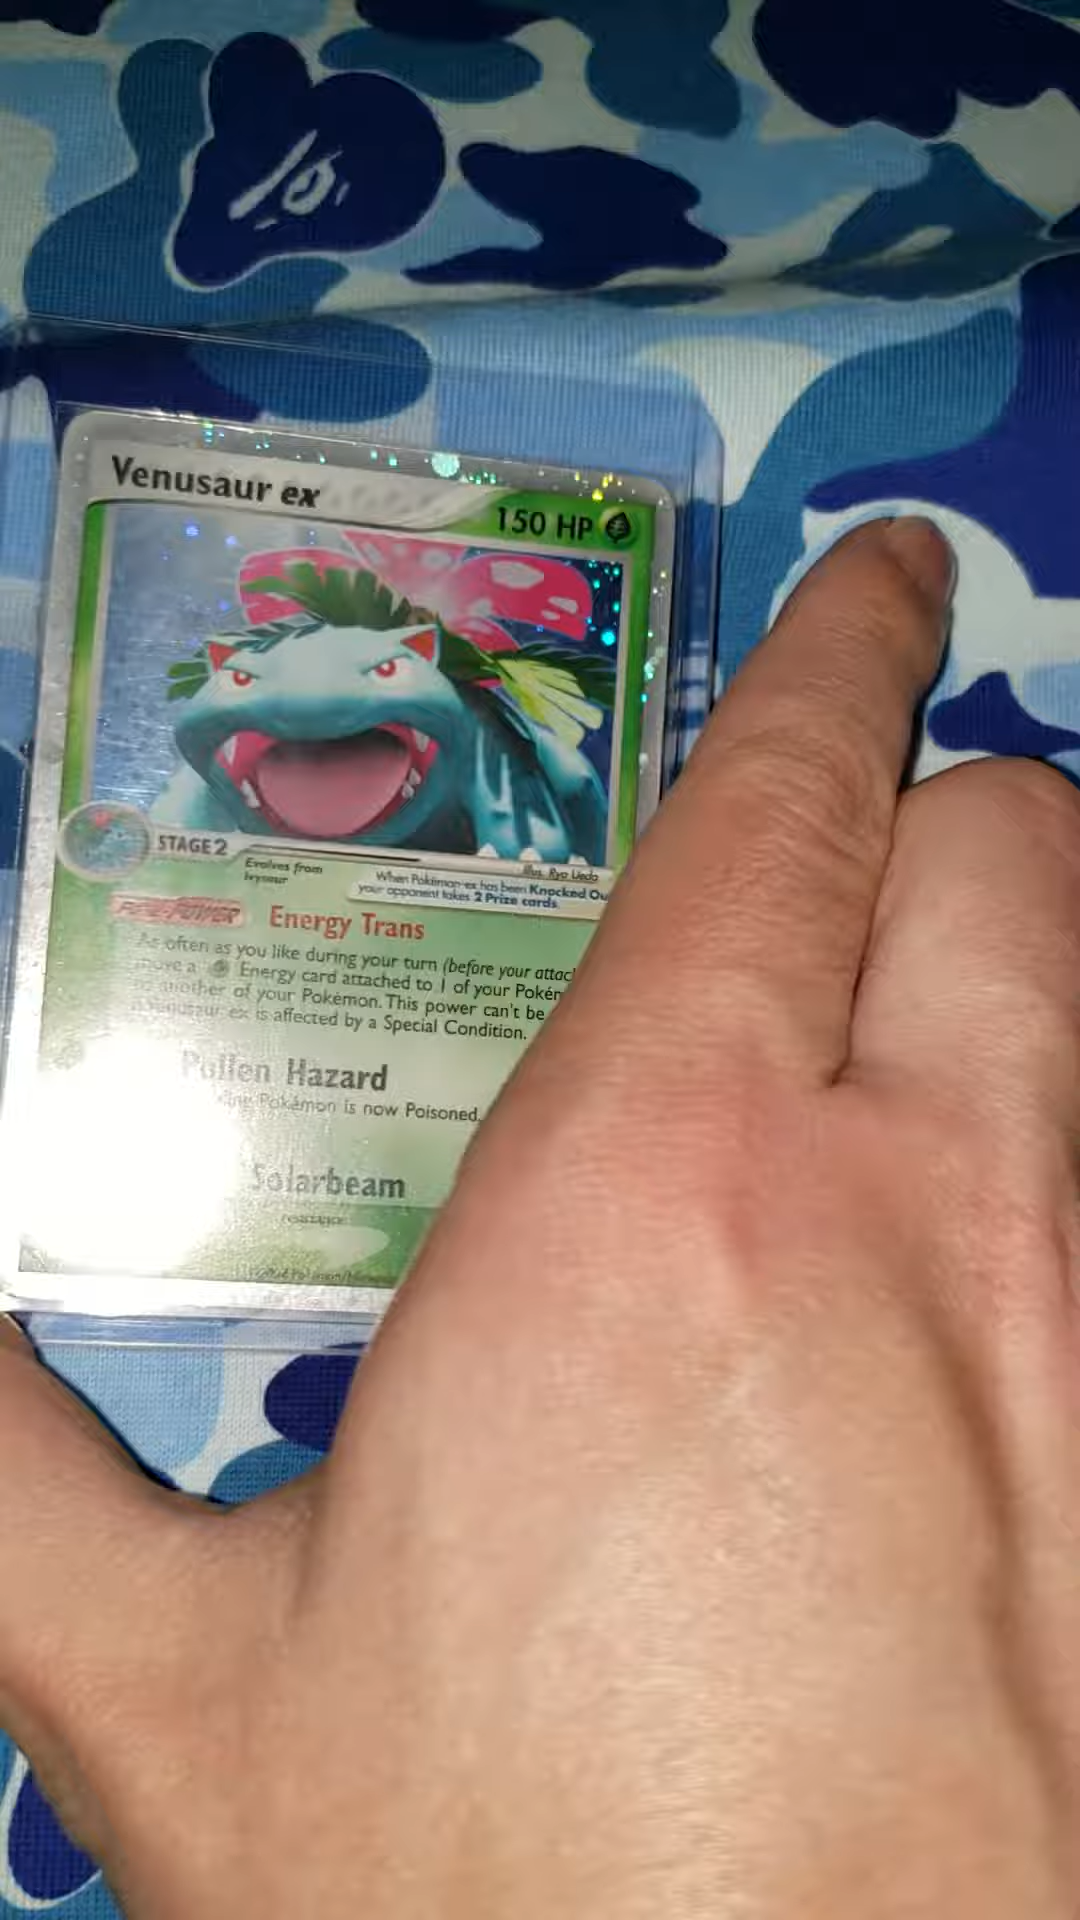 Venusaur ex
150 HP
STAGE 2
Evolves from
Ivysaur
Illus. Ryo Ueda
When Pokémon-ex has been Knocked Ou
your opponent takes 2 Prize cards.
POKé-POWER Energy Trans
As often as you like during your turn (before your attac
move a Energy card attached to 1 of your Pokém
to another of your Pokémon. This power can't be
Venusaur ex is affected by a Special Condition.
Pollen Hazard
Pokémon is now Poisoned.
Solarbeam
resistance